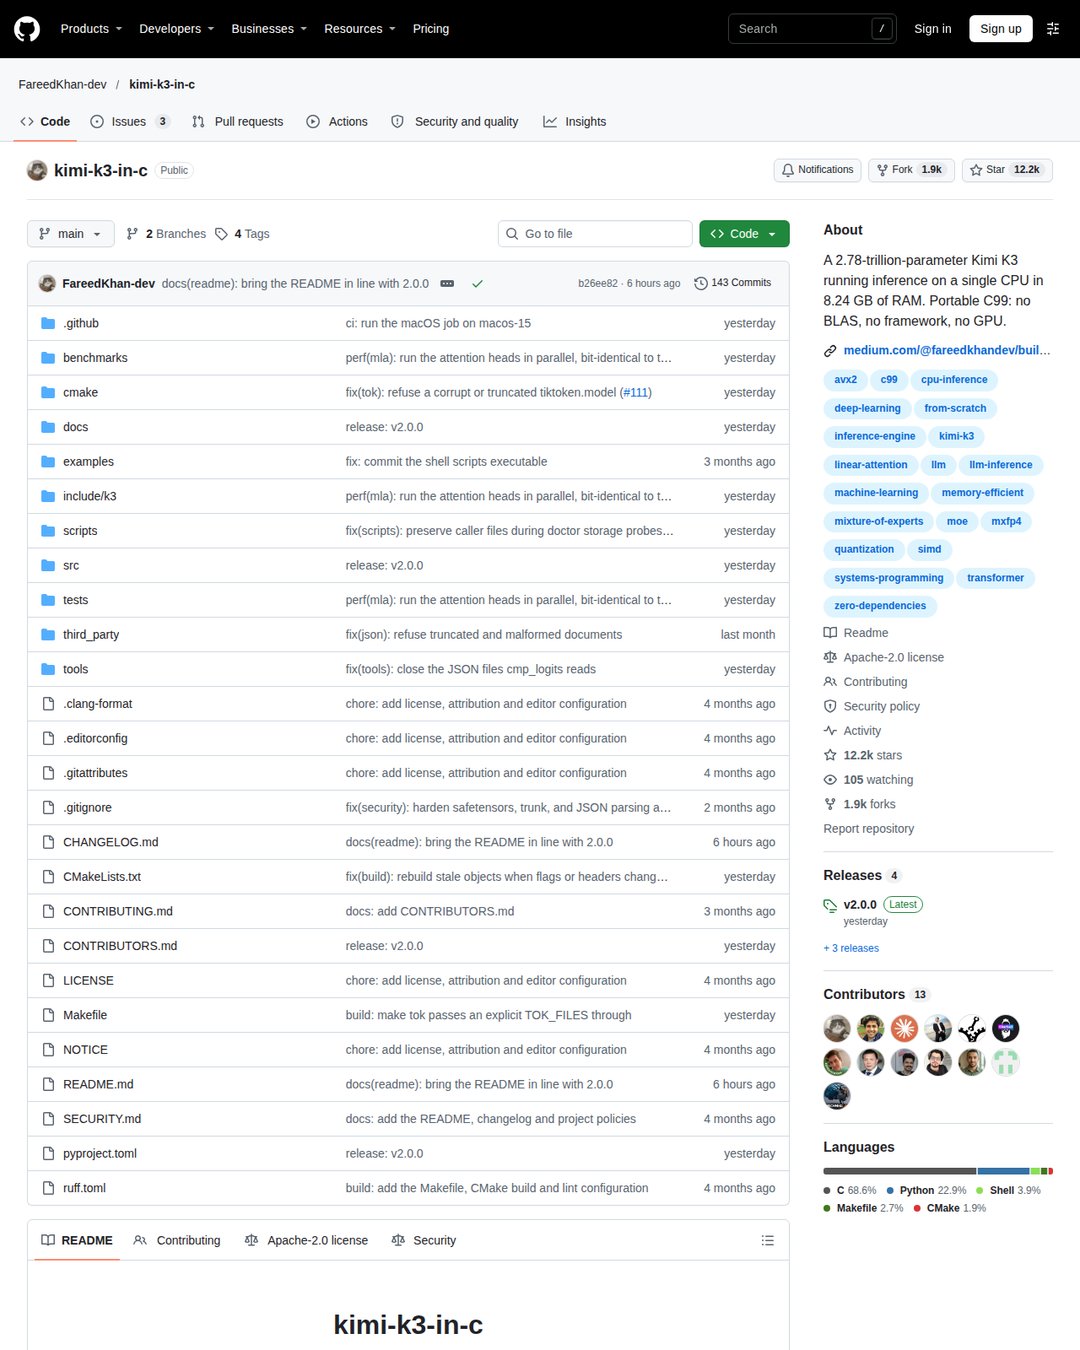 Products Developers Businesses Resources Pricing Search / Sign in Sign up
FareedKhan-dev / kimi-k3-in-c
Code Issues 3 Pull requests Actions Security and quality Insights
kimi-k3-in-c Public Notifications Fork 1.9k Star 12.2k
main 2 Branches 4 Tags Go to file Code
FareedKhan-dev docs(readme): bring the README in line with 2.0.0 b26ee82 · 6 hours ago 143 Commits
.github ci: run the macOS job on macos-15 yesterday
benchmarks perf(mla): run the attention heads in parallel, bit-identical to t… yesterday
cmake fix(tok): refuse a corrupt or truncated tiktoken.model (#111) yesterday
docs release: v2.0.0 yesterday
examples fix: commit the shell scripts executable 3 months ago
include/k3 perf(mla): run the attention heads in parallel, bit-identical to t… yesterday
scripts fix(scripts): preserve caller files during doctor storage probes… yesterday
src release: v2.0.0 yesterday
tests perf(mla): run the attention heads in parallel, bit-identical to t… yesterday
third_party fix(json): refuse truncated and malformed documents last month
tools fix(tools): close the JSON files cmp_logits reads yesterday
.clang-format chore: add license, attribution and editor configuration 4 months ago
.editorconfig chore: add license, attribution and editor configuration 4 months ago
.gitattributes chore: add license, attribution and editor configuration 4 months ago
.gitignore fix(security): harden safetensors, trunk, and JSON parsing a… 2 months ago
CHANGELOG.md docs(readme): bring the README in line with 2.0.0 6 hours ago
CMakeLists.txt fix(build): rebuild stale objects when flags or headers chang… yesterday
CONTRIBUTING.md docs: add CONTRIBUTORS.md 3 months ago
CONTRIBUTORS.md release: v2.0.0 yesterday
LICENSE chore: add license, attribution and editor configuration 4 months ago
Makefile build: make tok passes an explicit TOK_FILES through yesterday
NOTICE chore: add license, attribution and editor configuration 4 months ago
README.md docs(readme): bring the README in line with 2.0.0 6 hours ago
SECURITY.md docs: add the README, changelog and project policies 4 months ago
pyproject.toml release: v2.0.0 yesterday
ruff.toml build: add the Makefile, CMake build and lint configuration 4 months ago
README Contributing Apache-2.0 license Security
kimi-k3-in-c
About
A 2.78-trillion-parameter Kimi K3
running inference on a single CPU in
8.24 GB of RAM. Portable C99: no
BLAS, no framework, no GPU.
medium.com/@fareedkhandev/buil…
avx2 c99 cpu-inference
deep-learning from-scratch
inference-engine kimi-k3
linear-attention llm llm-inference
machine-learning memory-efficient
mixture-of-experts moe mxfp4
quantization simd
systems-programming transformer
zero-dependencies
Readme
Apache-2.0 license
Contributing
Security policy
Activity
12.2k stars
105 watching
1.9k forks
Report repository
Releases 4
v2.0.0 Latest
yesterday
+ 3 releases
Contributors 13
Languages
C 68.6% Python 22.9% Shell 3.9%
Makefile 2.7% CMake 1.9%